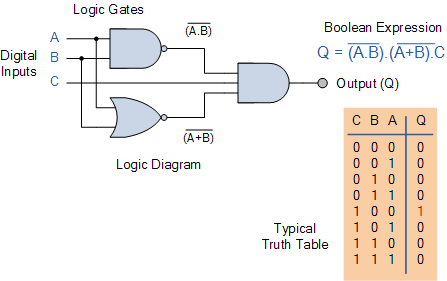 Logic Gates
(A̅.̅B̅)
Boolean Expression
Q = (A̅.̅B̅).(A̅+̅B̅).C
A
Digital
Inputs
B
C
Output (Q)
(A̅+̅B̅)
Logic Diagram
C B A Q
0 0 0 0
0 0 1 0
0 1 0 0
0 1 1 0
1 0 0 1
1 0 1 0
1 1 0 0
1 1 1 0
Typical
Truth Table